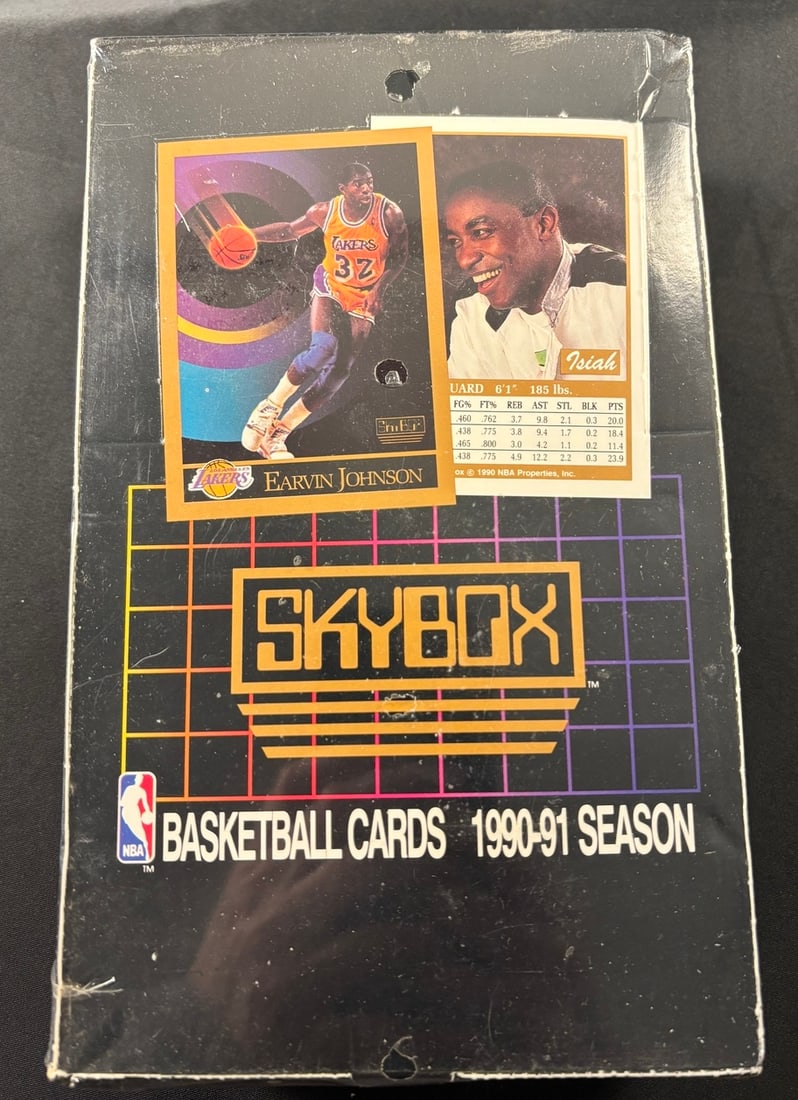 LAKERS
32
SKYBOX
LOS ANGELES
LAKERS
EARVIN JOHNSON
Isiah
UARD 6'1" 185 lbs.
FG% FT% REB AST STL BLK PTS
.460 .762 3.7 9.8 2.1 0.3 20.0
.438 .775 3.8 9.4 1.7 0.2 18.4
.465 .800 3.0 4.2 1.1 0.2 11.4
.438 .775 4.9 12.2 2.2 0.3 23.9
ox © 1990 NBA Properties, Inc.
SKYBOX
TM
NBA
TM
BASKETBALL CARDS 1990-91 SEASON